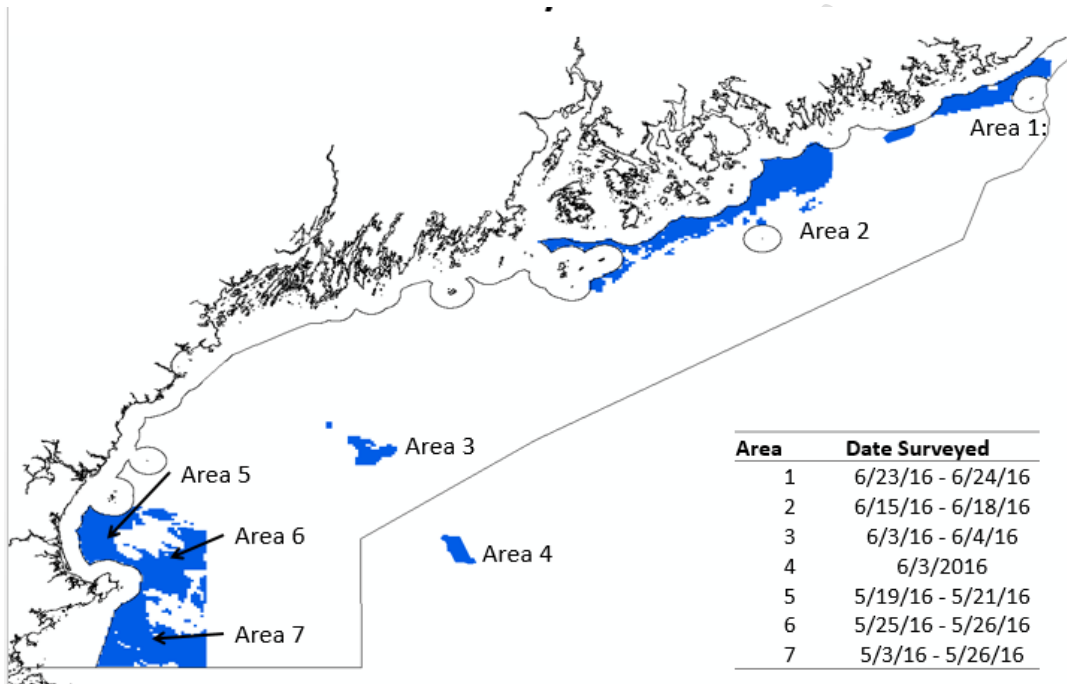 Area 1:
Area 2
Area 3
Area 5
Area 6
Area 4
Area 7
Area Date Surveyed
1 6/23/16 - 6/24/16
2 6/15/16 - 6/18/16
3 6/3/16 - 6/4/16
4 6/3/2016
5 5/19/16 - 5/21/16
6 5/25/16 - 5/26/16
7 5/3/16 - 5/26/16